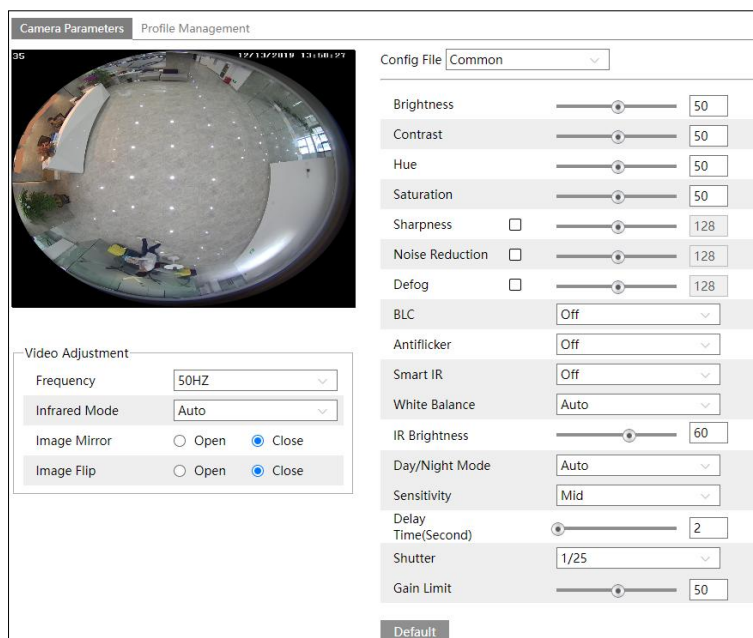 Camera Parameters Profile Management
35 12/13/2019 13:58:27
Config File Common
Brightness 50
Contrast 50
Hue 50
Saturation 50
Sharpness 128
Noise Reduction 128
Defog 128
BLC Off
Antiflicker Off
Smart IR Off
White Balance Auto
IR Brightness 60
Day/Night Mode Auto
Sensitivity Mid
Delay
Time(Second) 2
Shutter 1/25
Gain Limit 50
Default
Video Adjustment
Frequency 50HZ
Infrared Mode Auto
Image Mirror Open Close
Image Flip Open Close